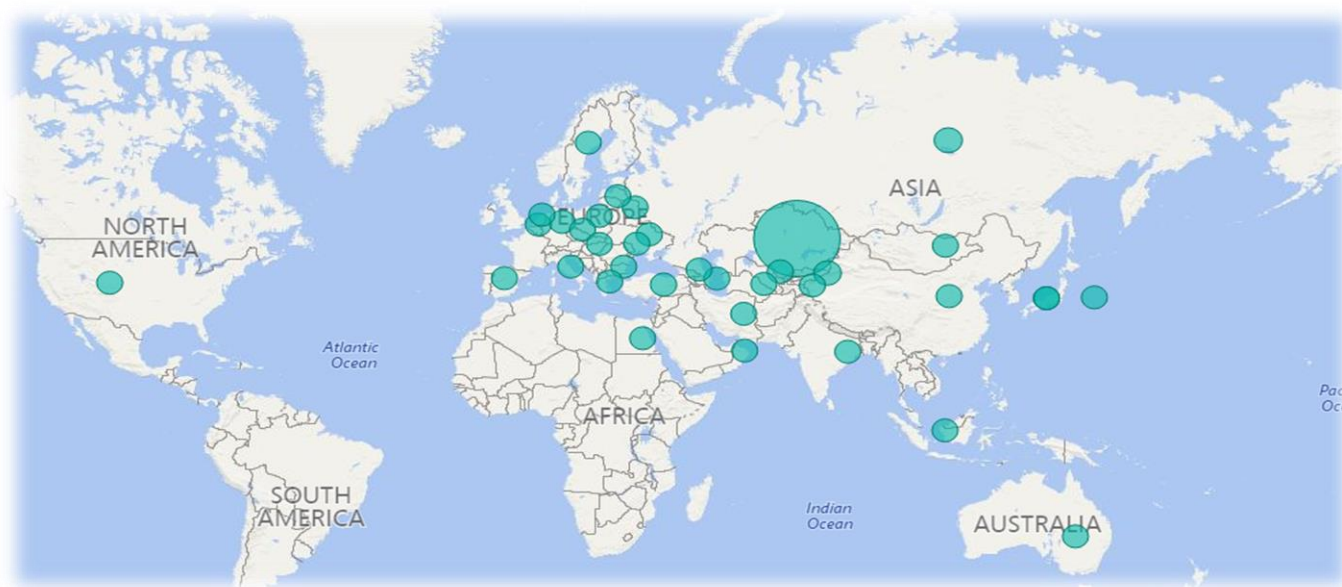 ASIA
NORTH
AMERICA
EUROPE
Atlantic
Ocean
AFRICA
SOUTH
AMERICA
Indian
Ocean
AUSTRALIA